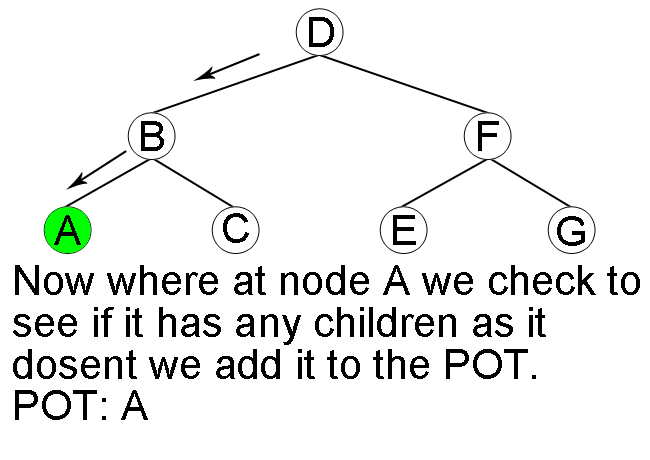 D
B
F
A
C
E
G
Now where at node A we check to
see if it has any children as it
dosent we add it to the POT.
POT: A